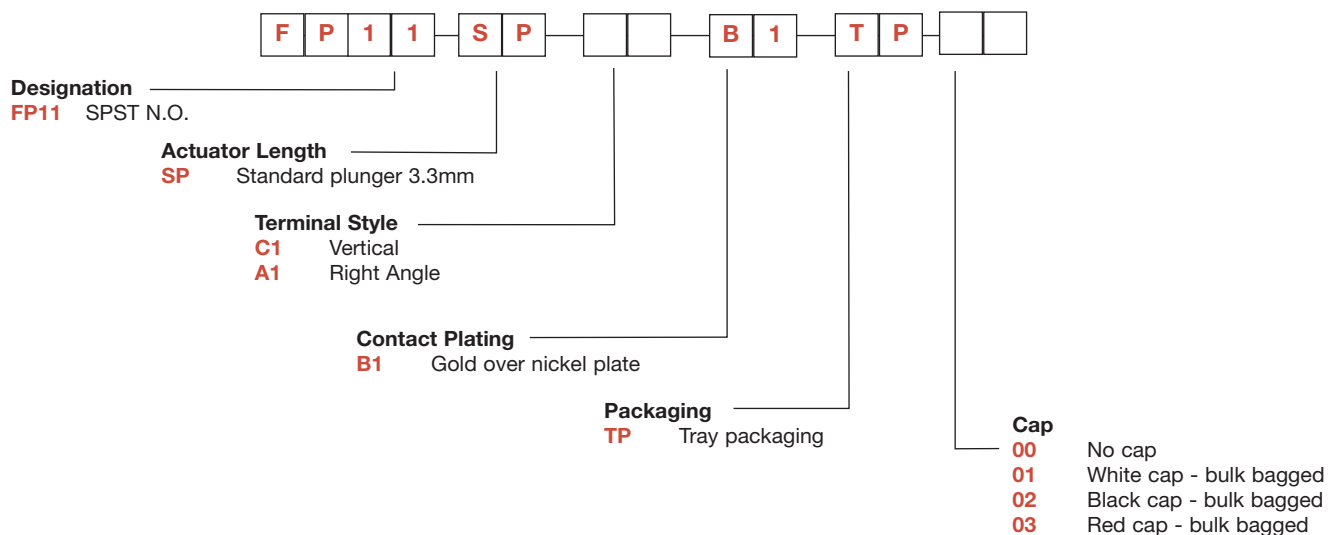 F P 1 1 S P B 1 T P
Designation
FP11 SPST N.O.
Actuator Length
SP Standard plunger 3.3mm
Terminal Style
C1 Vertical
A1 Right Angle
Contact Plating
B1 Gold over nickel plate
Packaging
TP Tray packaging
Cap
00 No cap
01 White cap - bulk bagged
02 Black cap - bulk bagged
03 Red cap - bulk bagged